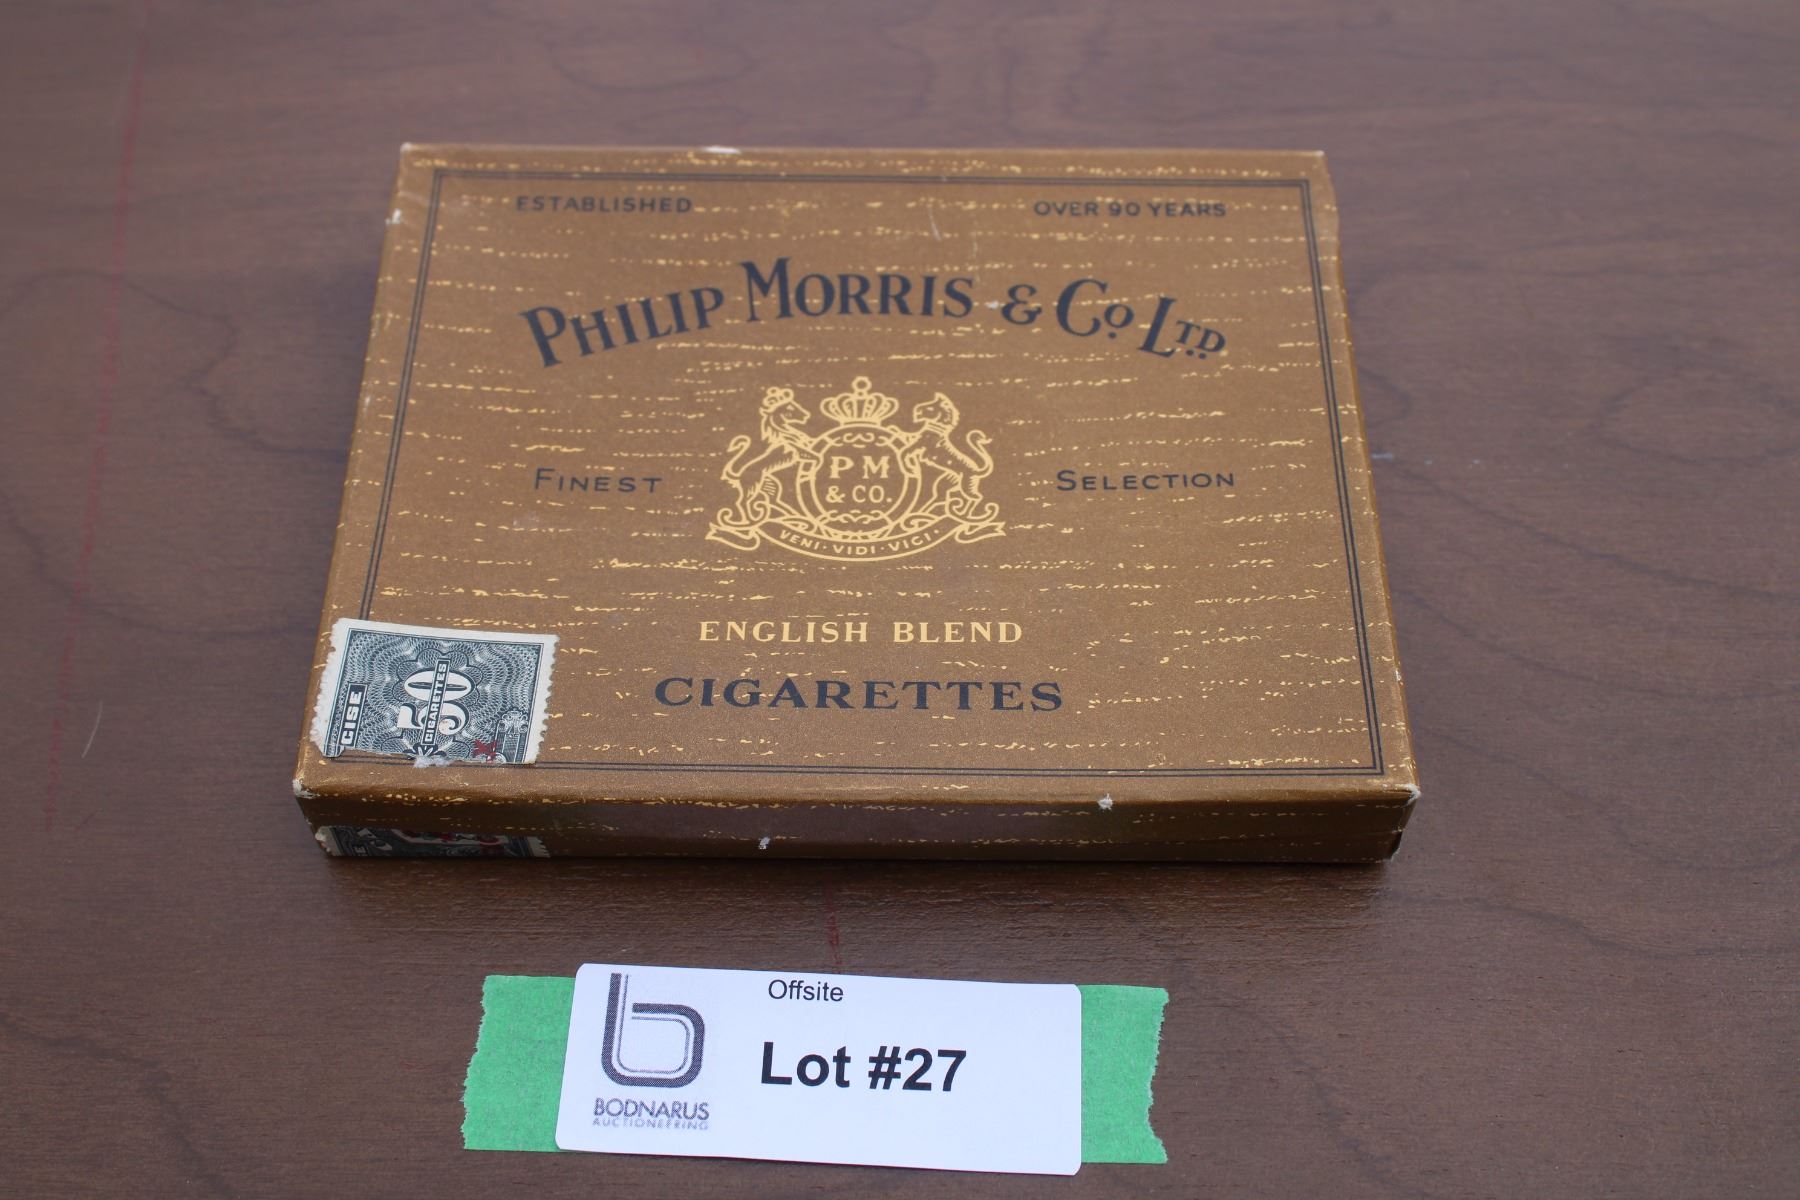 ESTABLISHED OVER 90 YEARS
PHILIP MORRIS & Co LTD
FINEST SELECTION
P M
& CO.
VENI · VIDI · VICI
ENGLISH BLEND
CIGARETTES
CISE
50
CIGARETTES
X
Offsite
b
Lot #27
BODNARUS
AUCTIONEERING